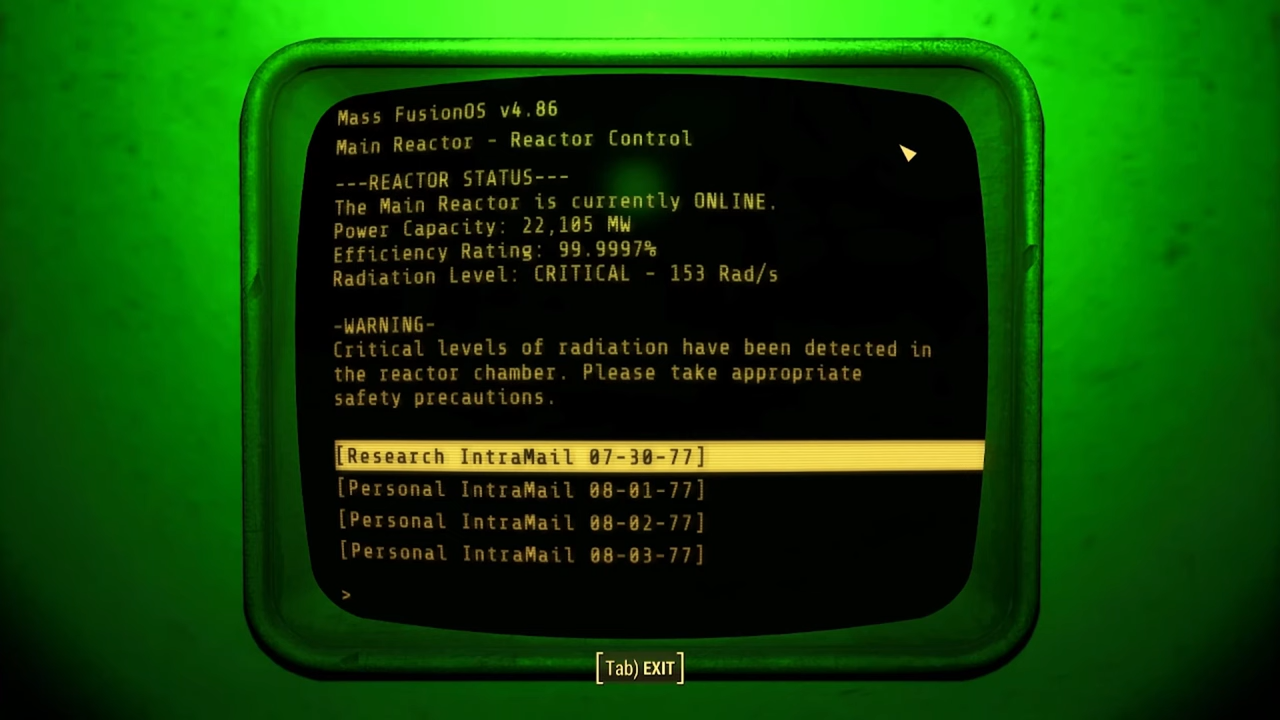 Mass FusionOS v4.86
Main Reactor - Reactor Control
---REACTOR STATUS---
The Main Reactor is currently ONLINE.
Power Capacity: 22,105 MW
Efficiency Rating: 99.9997%
Radiation Level: CRITICAL - 153 Rad/s
-WARNING-
Critical levels of radiation have been detected in
the reactor chamber. Please take appropriate
safety precautions.
[Research IntraMail 07-30-77]
[Personal IntraMail 08-01-77]
[Personal IntraMail 08-02-77]
[Personal IntraMail 08-03-77]
>
[Tab) EXIT]